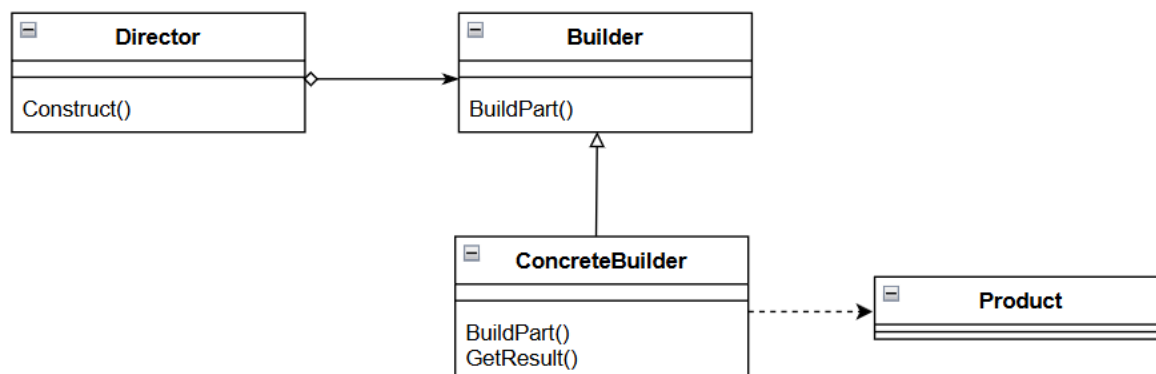 Director
Construct()
Builder
BuildPart()
ConcreteBuilder
BuildPart()
GetResult()
Product